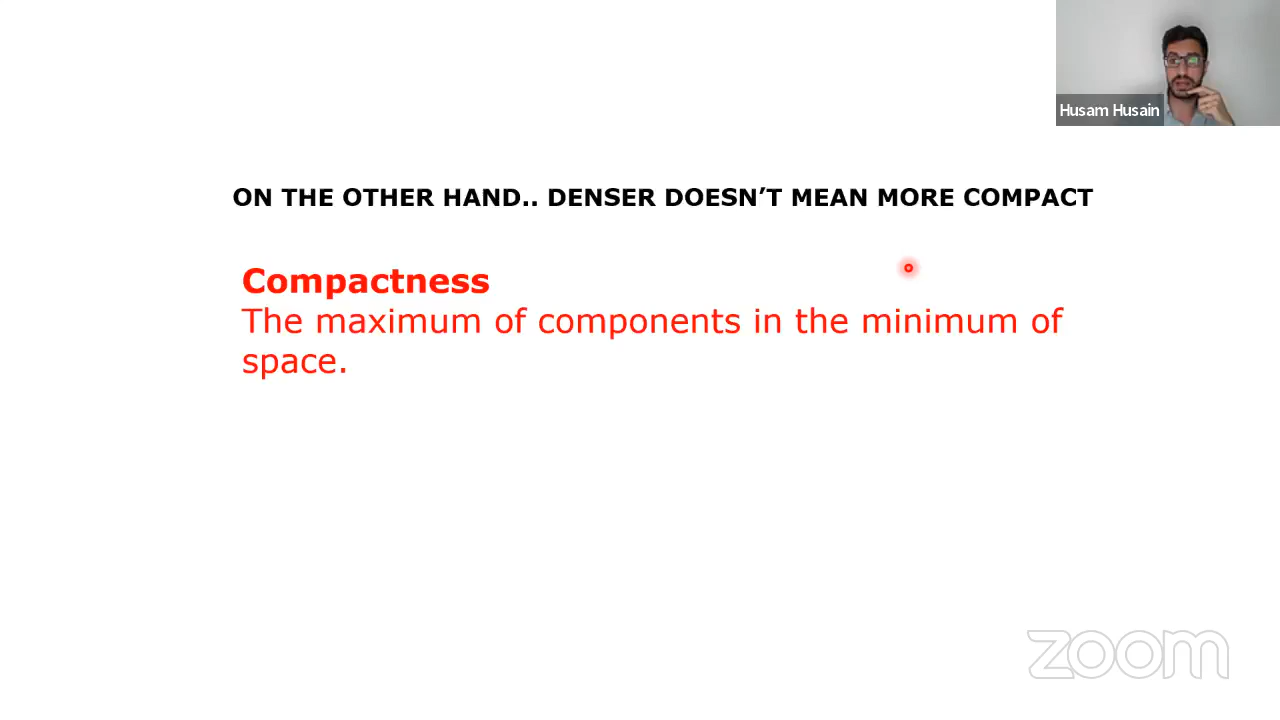 Husam Husain
ON THE OTHER HAND.. DENSER DOESN’T MEAN MORE COMPACT
Compactness
The maximum of components in the minimum of
space.
zoom